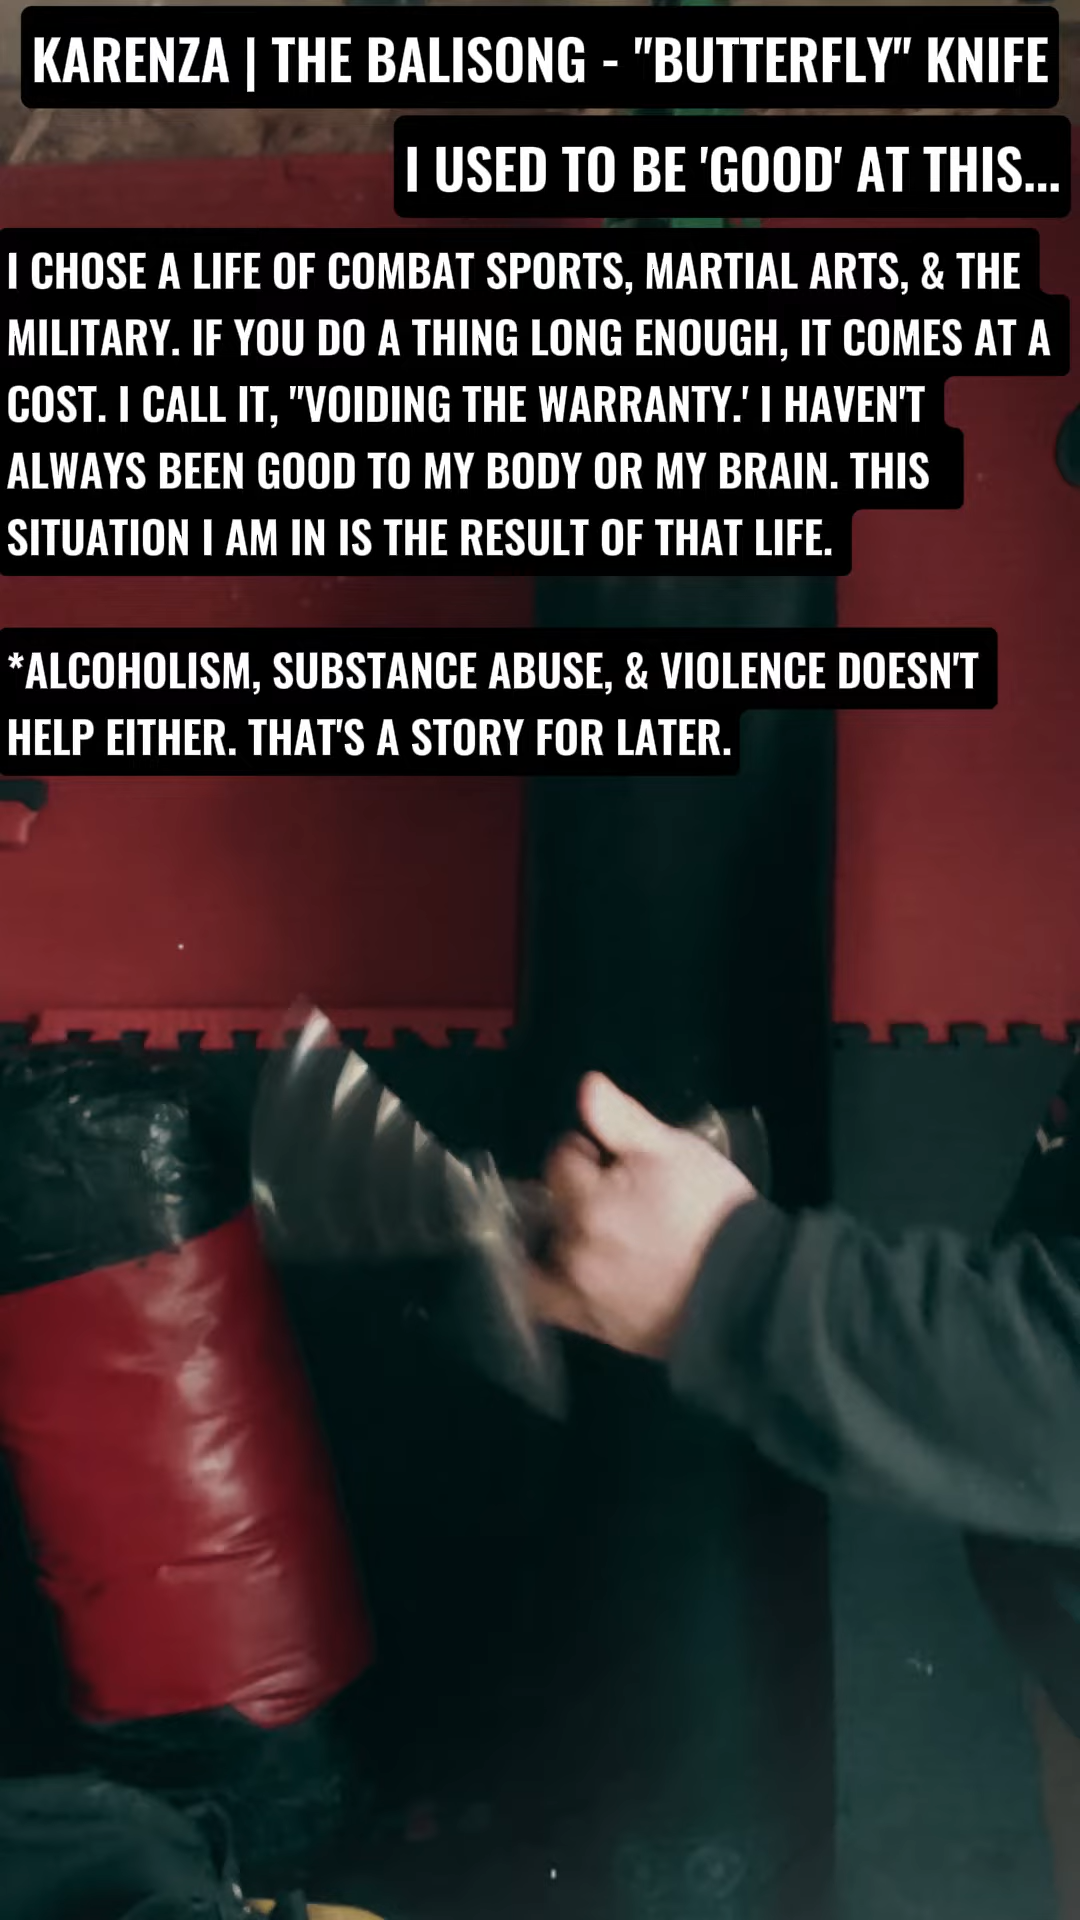 KARENZA | THE BALISONG - "BUTTERFLY" KNIFE
I USED TO BE 'GOOD' AT THIS...
I CHOSE A LIFE OF COMBAT SPORTS, MARTIAL ARTS, & THE
MILITARY. IF YOU DO A THING LONG ENOUGH, IT COMES AT A
COST. I CALL IT, "VOIDING THE WARRANTY.' I HAVEN'T
ALWAYS BEEN GOOD TO MY BODY OR MY BRAIN. THIS
SITUATION I AM IN IS THE RESULT OF THAT LIFE.
*ALCOHOLISM, SUBSTANCE ABUSE, & VIOLENCE DOESN'T
HELP EITHER. THAT'S A STORY FOR LATER.